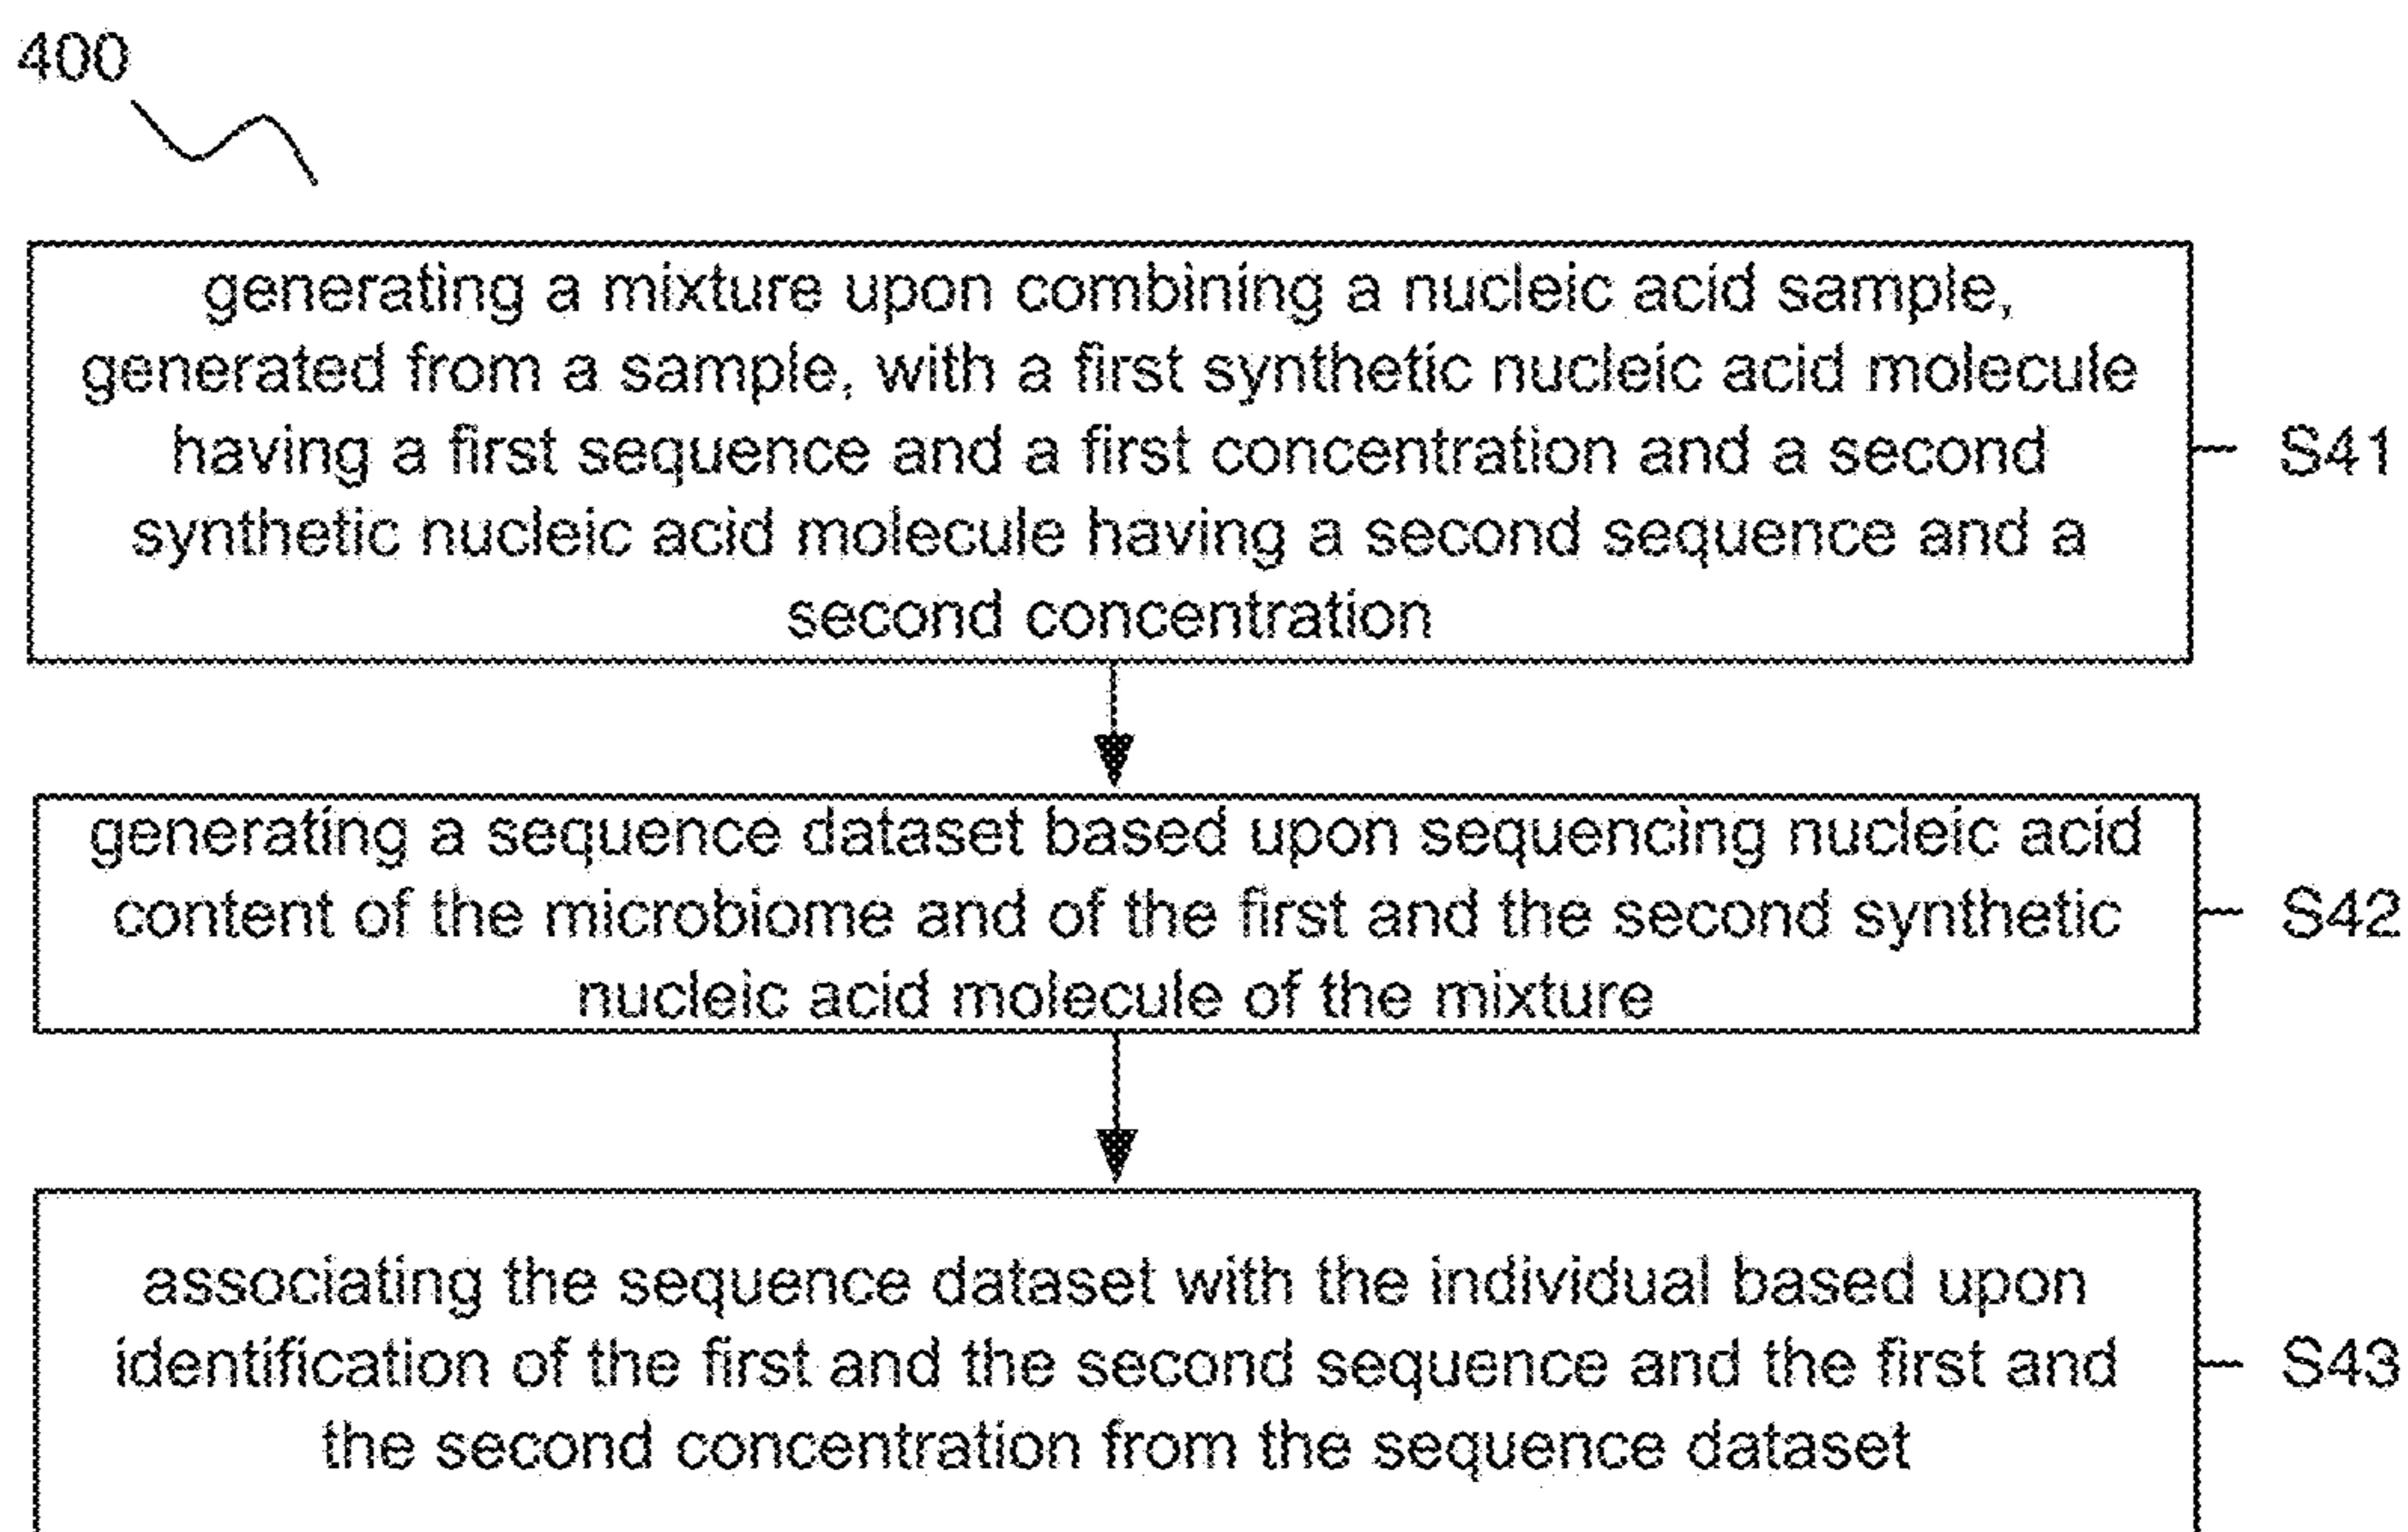 400
generating a mixture upon combining a nucleic acid sample,
generated from a sample, with a first synthetic nucleic acid molecule
having a first sequence and a first concentration and a second
synthetic nucleic acid molecule having a second sequence and a
second concentration
S41
generating a sequence dataset based upon sequencing nucleic acid
content of the microbiome and of the first and the second synthetic
nucleic acid molecule of the mixture
S42
associating the sequence dataset with the individual based upon
identification of the first and the second sequence and the first and
the second concentration from the sequence dataset
S43